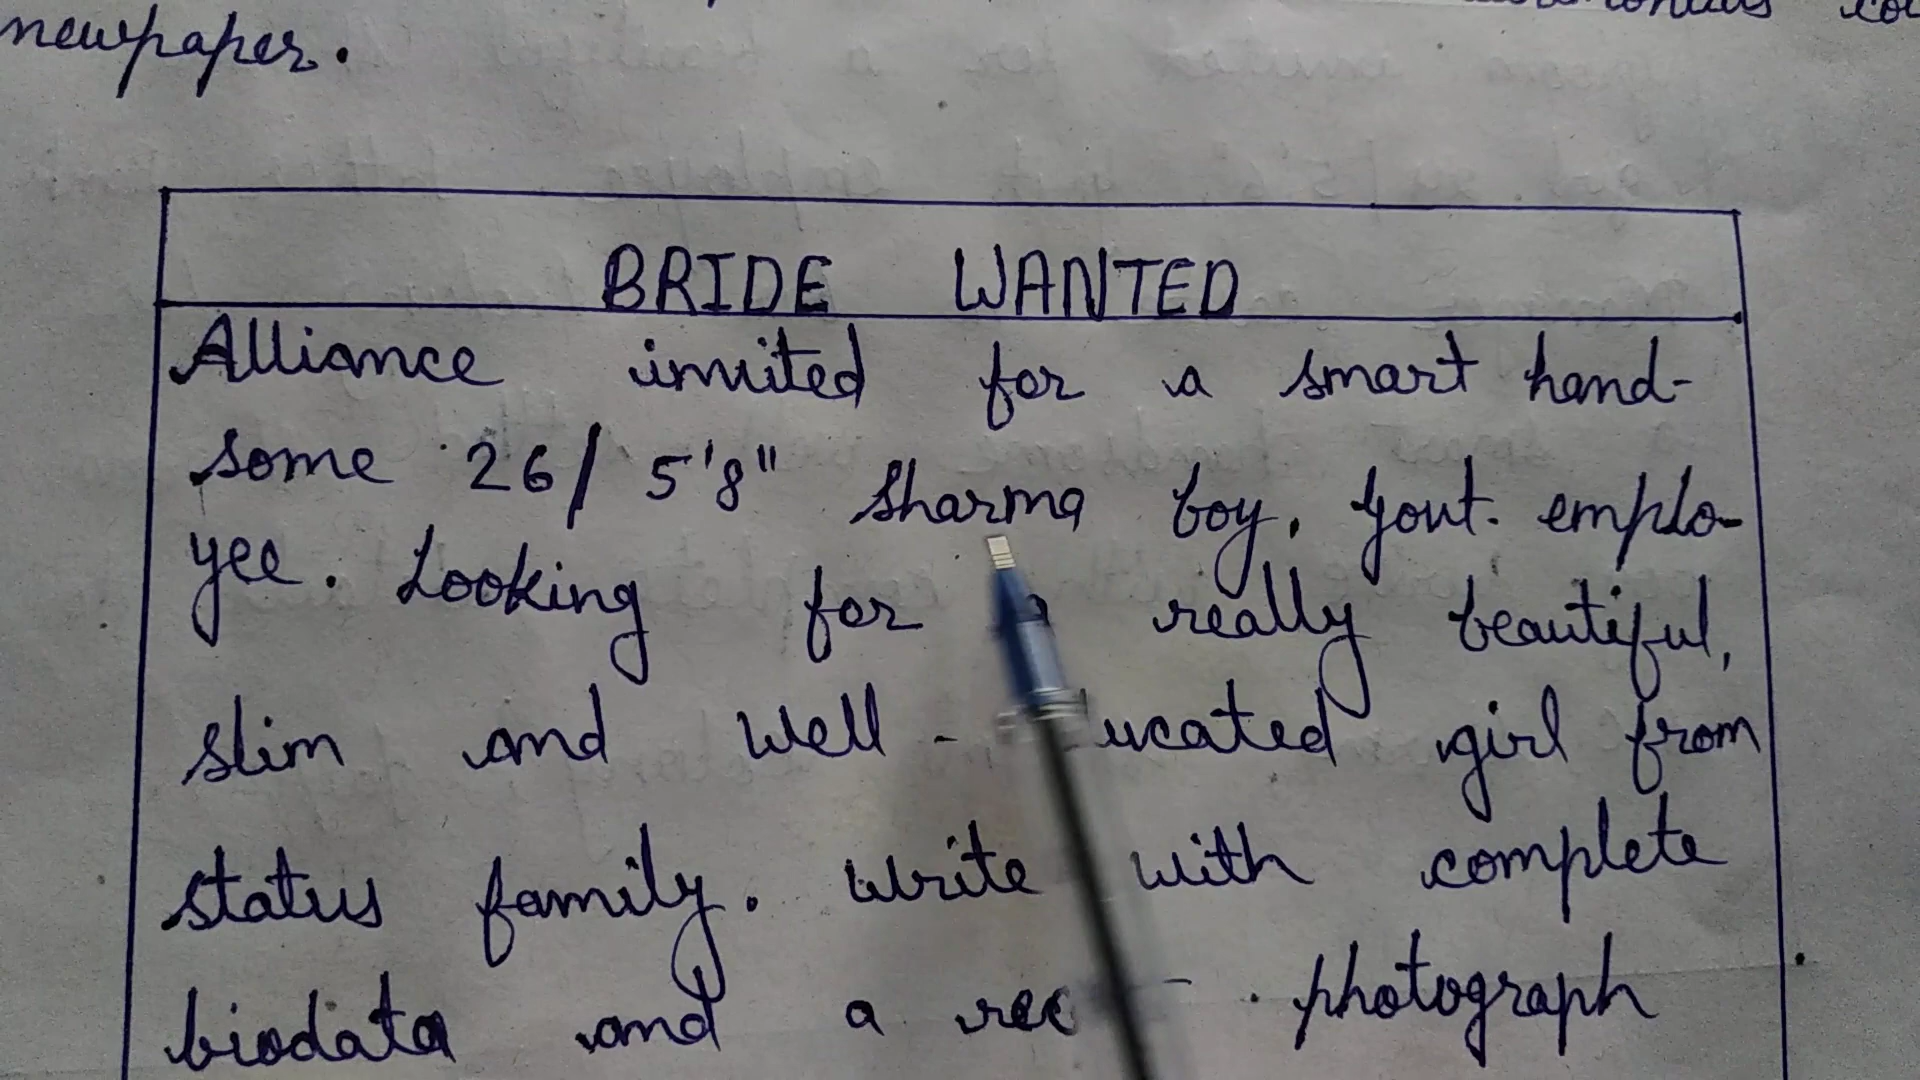 newpaper.
BRIDE WANTED
Alliance invited for a smart hand-
some 26/ 5'8" Sharma boy. Govt. emplo-
yee. Looking for a really beautiful,
slim and well - ucated girl from
status family. Write with complete
biodata and a rec photograph